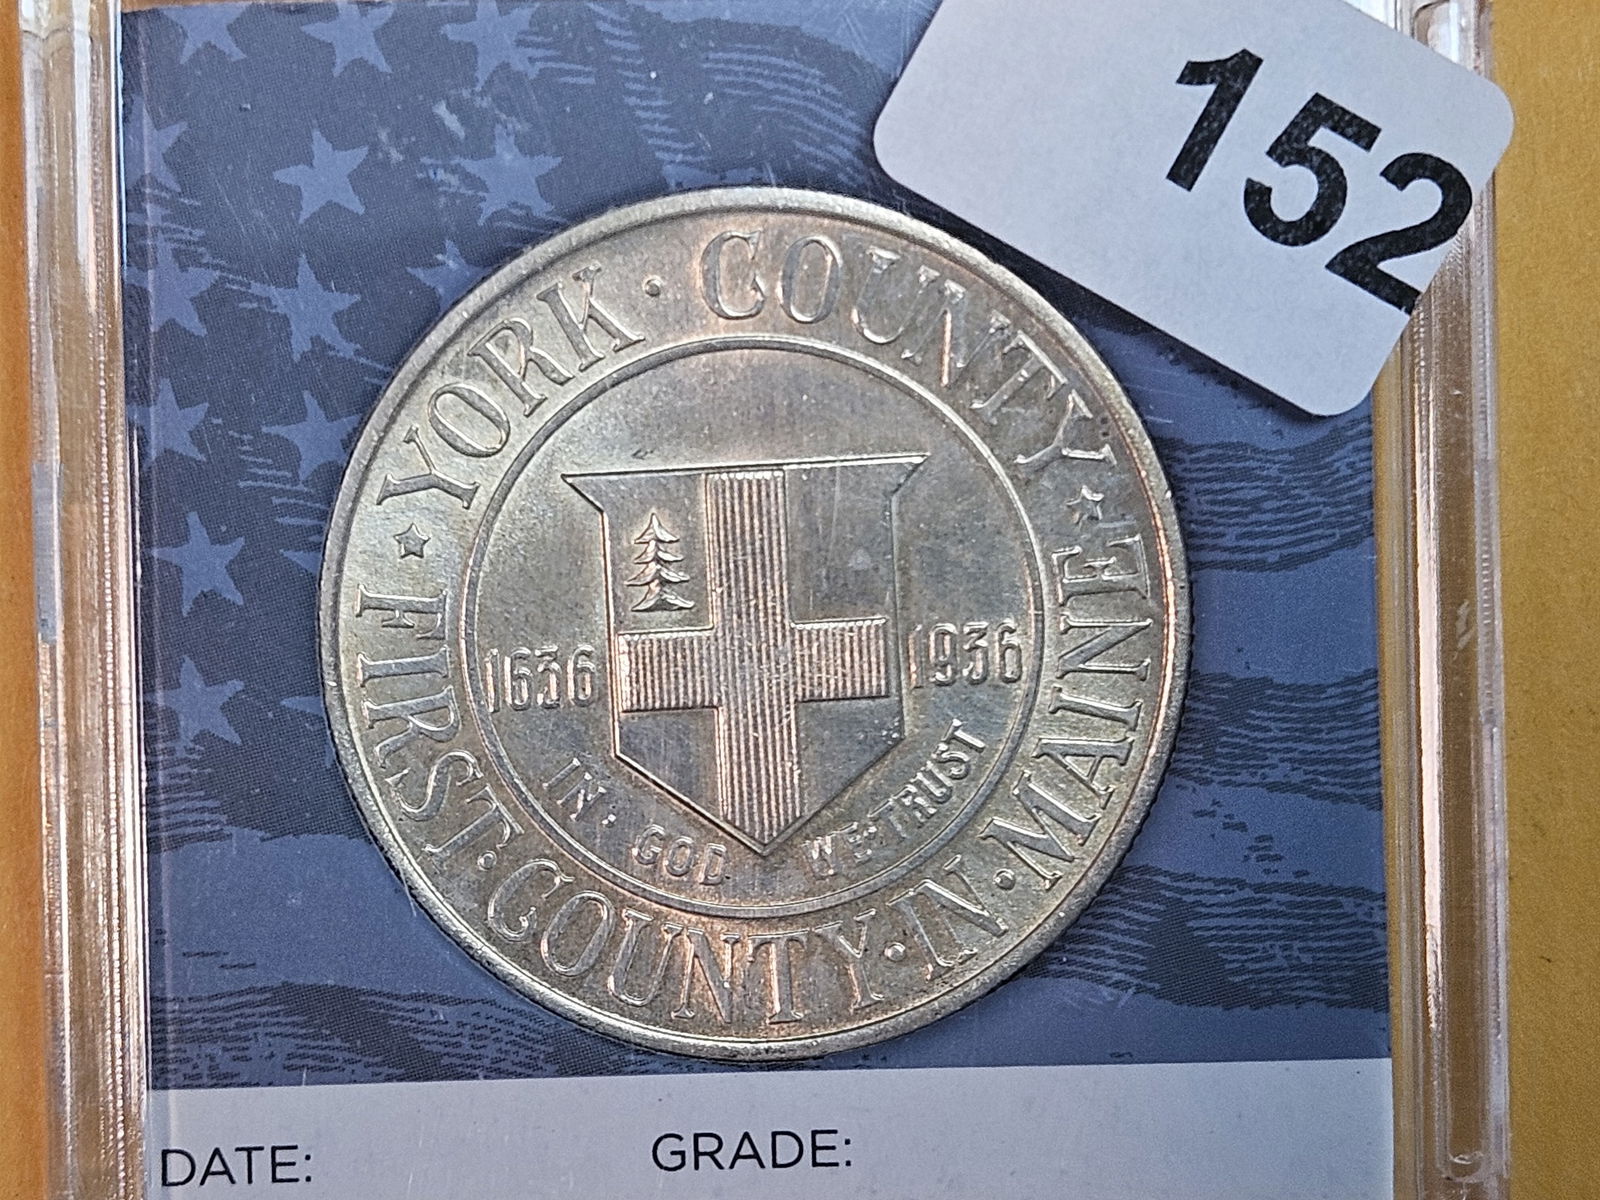 152
· YORK · COUNTY ·
FIRST · COUNTY · IN · MAINE
1636
1936
IN · GOD WE · TRUST
DATE:
GRADE: